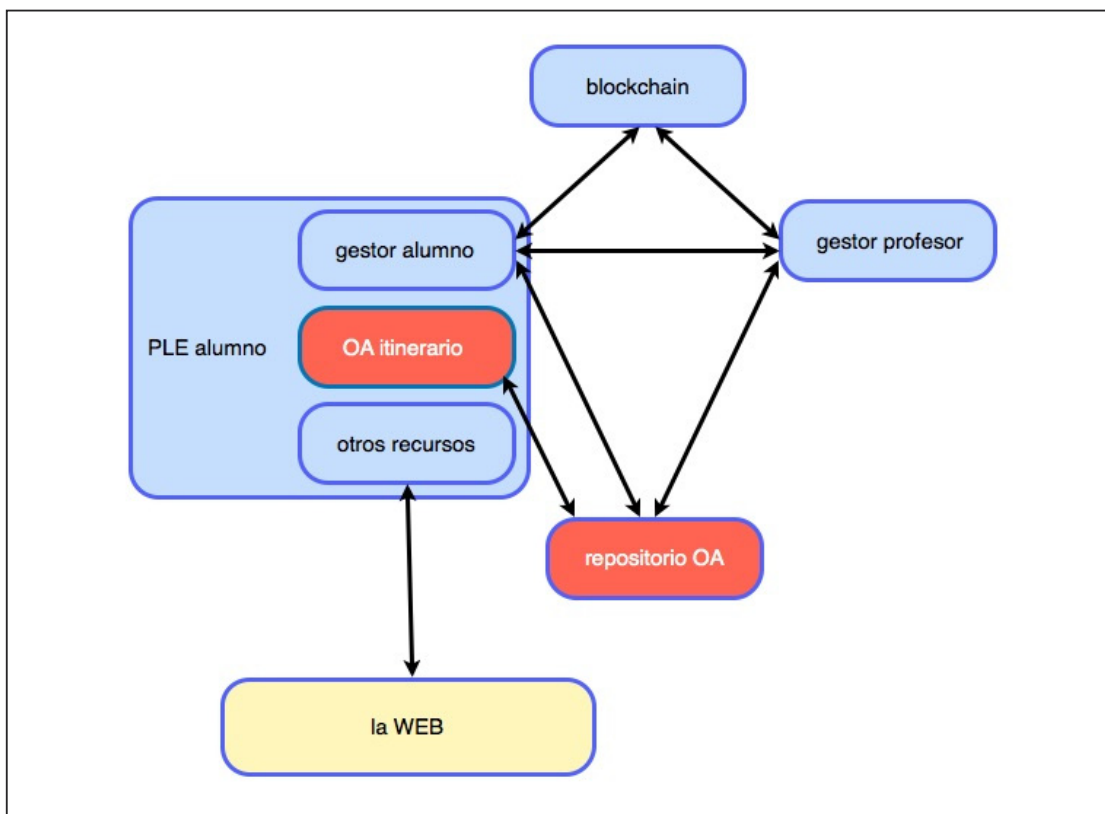 blockchain
gestor alumno
gestor profesor
PLE alumno
OA itinerario
otros recursos
repositorio OA
la WEB